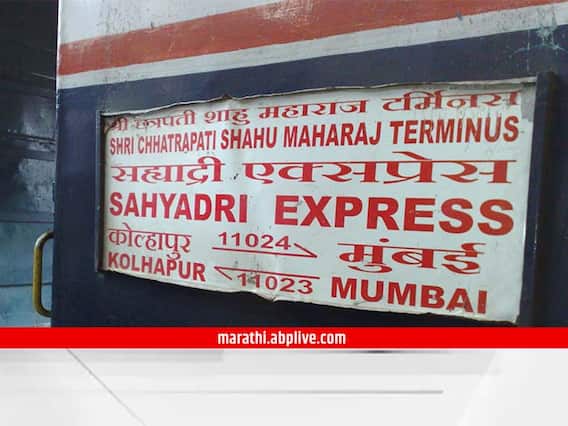 श्री छत्रपती शाहु महाराज टर्मिनस
SHRI CHHATRAPATI SHAHU MAHARAJ TERMINUS
सह्याद्री एक्सप्रेस
SAHYADRI EXPRESS
कोल्हापुर 11024 मुंबई
KOLHAPUR 11023 MUMBAI
marathi.abplive.com